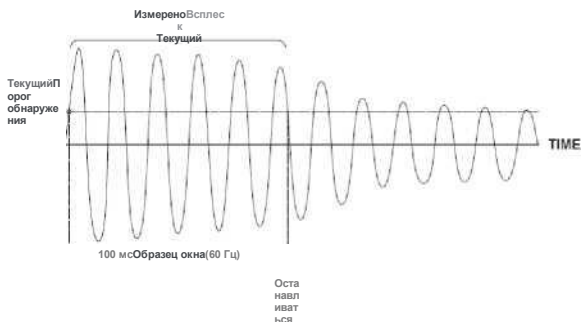 ИзмереноВсплес
к
Текущий
ТекущийП
орог
обнаруже
ния
TIME
100 мсОбразец окна(60 Гц)
Оста
навл
иват
ься